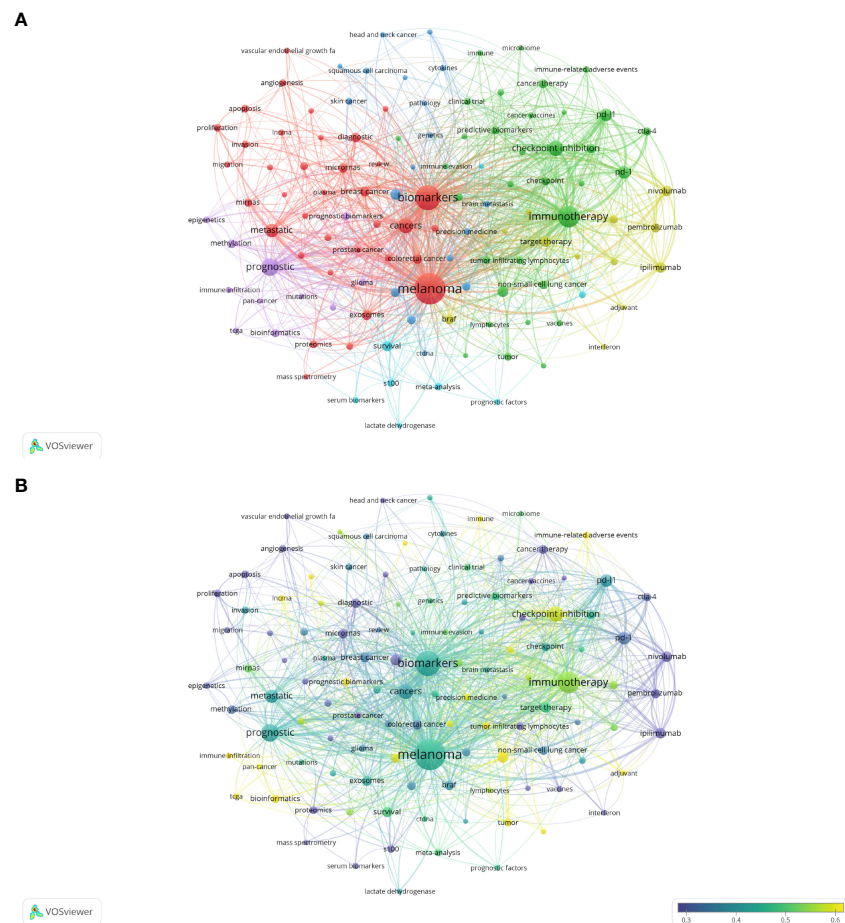 A
head and neck cancer
vascular endothelial growth fa
immune
microbiome
squamous cell carcinoma
cytokines
immune-related adverse events
angiogenesis
cancer therapy
skin cancer
pathology
clinical trial
apoptosis
cancer vaccines
pd-l1
proliferation
lncrna
diagnostic
genetics
predictive biomarkers
ctla-4
invasion
review
checkpoint inhibition
migration
micrornas
immune evasion
pd-1
plasma
breast cancer
checkpoint
nivolumab
mirnas
biomarkers
brain metastasis
epigenetics
prognostic biomarkers
immunotherapy
metastatic
cancers
precision medicine
pembrolizumab
methylation
prostate cancer
target therapy
prognostic
colorectal cancer
tumor infiltrating lymphocytes
ipilimumab
immune infiltration
glioma
non-small cell lung cancer
pan-cancer
mutations
melanoma
adjuvant
tcga
bioinformatics
exosomes
braf
lymphocytes
vaccines
proteomics
survival
ctdna
tumor
interferon
mass spectrometry
s100
meta-analysis
serum biomarkers
prognostic factors
lactate dehydrogenase
VOSviewer
B
head and neck cancer
vascular endothelial growth fa
immune
microbiome
squamous cell carcinoma
cytokines
immune-related adverse events
angiogenesis
cancer therapy
skin cancer
pathology
clinical trial
apoptosis
cancer vaccines
pd-l1
proliferation
lncrna
diagnostic
genetics
predictive biomarkers
ctla-4
invasion
review
checkpoint inhibition
migration
micrornas
immune evasion
pd-1
plasma
breast cancer
checkpoint
nivolumab
mirnas
biomarkers
brain metastasis
epigenetics
prognostic biomarkers
immunotherapy
metastatic
cancers
precision medicine
pembrolizumab
methylation
prostate cancer
target therapy
prognostic
colorectal cancer
tumor infiltrating lymphocytes
ipilimumab
immune infiltration
glioma
non-small cell lung cancer
pan-cancer
mutations
melanoma
adjuvant
tcga
bioinformatics
exosomes
braf
lymphocytes
vaccines
proteomics
survival
ctdna
tumor
interferon
mass spectrometry
s100
meta-analysis
serum biomarkers
prognostic factors
lactate dehydrogenase
VOSviewer
0.3 0.4 0.5 0.6